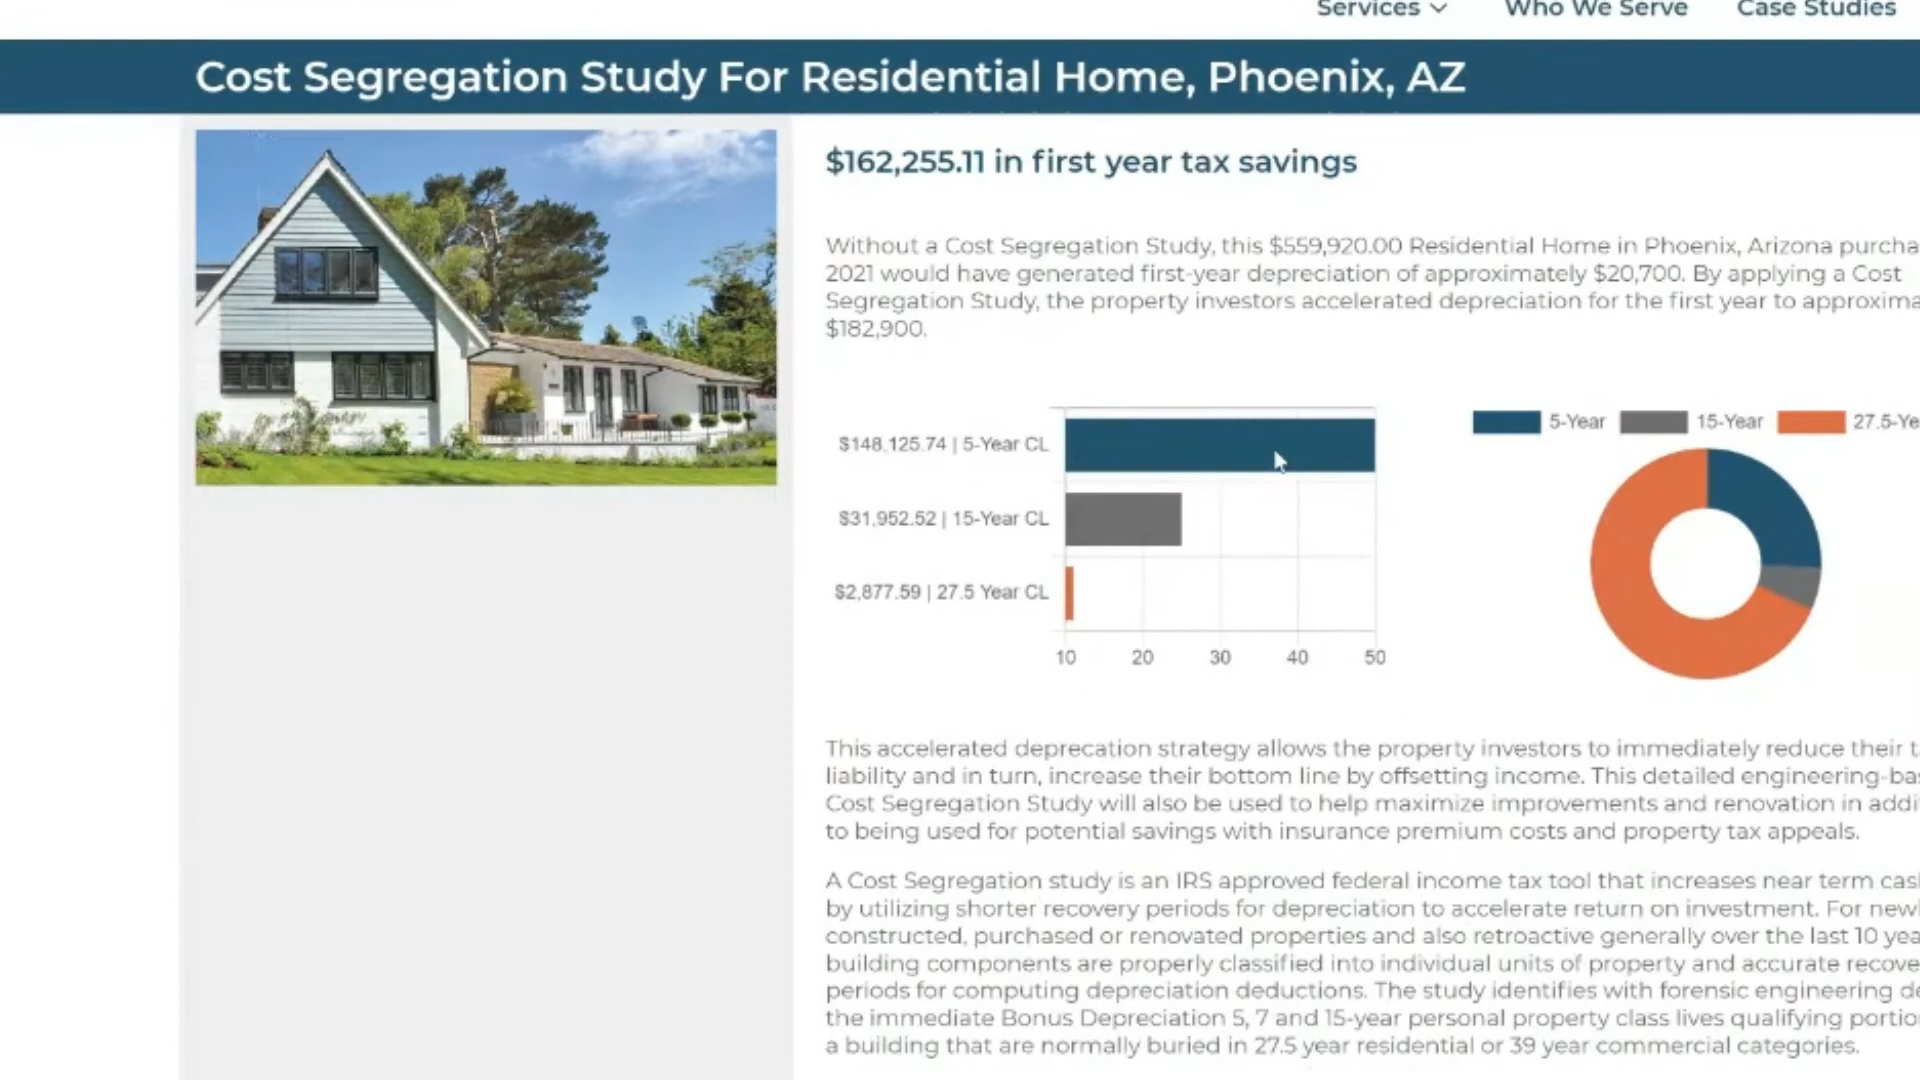 Services Who We Serve Case Studies
Cost Segregation Study For Residential Home, Phoenix, AZ
$162,255.11 in first year tax savings
Without a Cost Segregation Study, this $559,920.00 Residential Home in Phoenix, Arizona purcha
2021 would have generated first-year depreciation of approximately $20,700. By applying a Cost
Segregation Study, the property investors accelerated depreciation for the first year to approxima
$182,900.
$148,125.74 | 5-Year CL
$31,952.52 | 15-Year CL
$2,877.59 | 27.5 Year CL
10 20 30 40 50
5-Year 15-Year 27.5-Ye
This accelerated deprecation strategy allows the property investors to immediately reduce their t
liability and in turn, increase their bottom line by offsetting income. This detailed engineering-bas
Cost Segregation Study will also be used to help maximize improvements and renovation in addi
to being used for potential savings with insurance premium costs and property tax appeals.
A Cost Segregation study is an IRS approved federal income tax tool that increases near term cas
by utilizing shorter recovery periods for depreciation to accelerate return on investment. For newl
constructed, purchased or renovated properties and also retroactive generally over the last 10 yea
building components are properly classified into individual units of property and accurate recove
periods for computing depreciation deductions. The study identifies with forensic engineering de
the immediate Bonus Depreciation 5, 7 and 15-year personal property class lives qualifying portio
a building that are normally buried in 27.5 year residential or 39 year commercial categories.